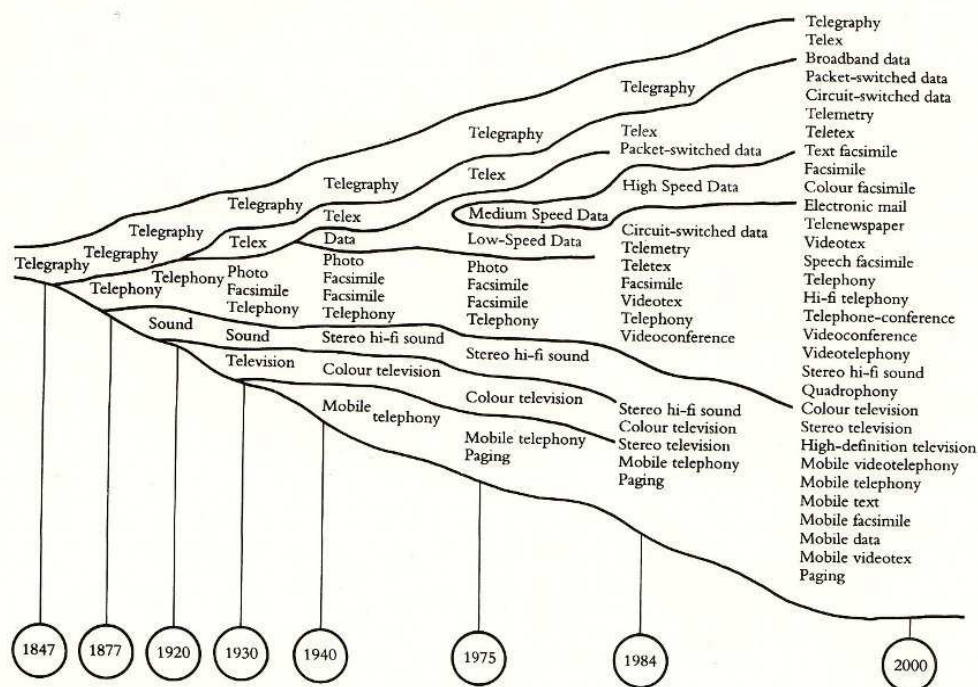 Telegraphy
Telegraphy
Telephony
Telegraphy
Telephony
Sound
Telegraphy
Telex
Photo
Facsimile
Telephony
Sound
Television
Telegraphy
Telex
Data
Photo
Facsimile
Facsimile
Telephony
Stereo hi-fi sound
Colour television
Mobile
telephony
Telegraphy
Telex
Medium Speed Data
Low-Speed Data
Photo
Facsimile
Facsimile
Telephony
Stereo hi-fi sound
Colour television
Mobile telephony
Paging
Telegraphy
Telex
Packet-switched data
High Speed Data
Circuit-switched data
Telemetry
Teletex
Facsimile
Videotex
Telephony
Videoconference
Stereo hi-fi sound
Colour television
Stereo television
Mobile telephony
Paging
Telegraphy
Telex
Broadband data
Packet-switched data
Circuit-switched data
Telemetry
Teletex
Text facsimile
Facsimile
Colour facsimile
Electronic mail
Telenewspaper
Videotex
Speech facsimile
Telephony
Hi-fi telephony
Telephone-conference
Videoconference
Videotelephony
Stereo hi-fi sound
Quadrophony
Colour television
Stereo television
High-definition television
Mobile videotelephony
Mobile telephony
Mobile text
Mobile facsimile
Mobile data
Mobile videotex
Paging
1847
1877
1920
1930
1940
1975
1984
2000